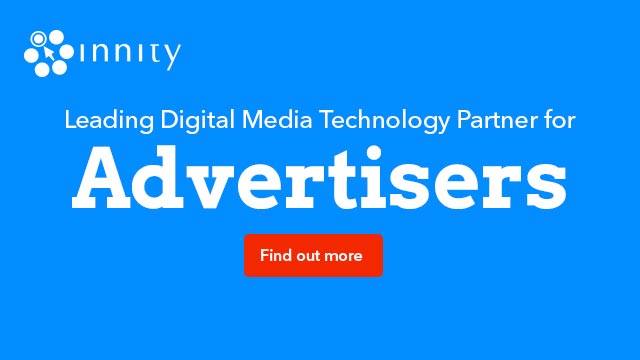 innity
Leading Digital Media Technology Partner for
Advertisers
Find out more